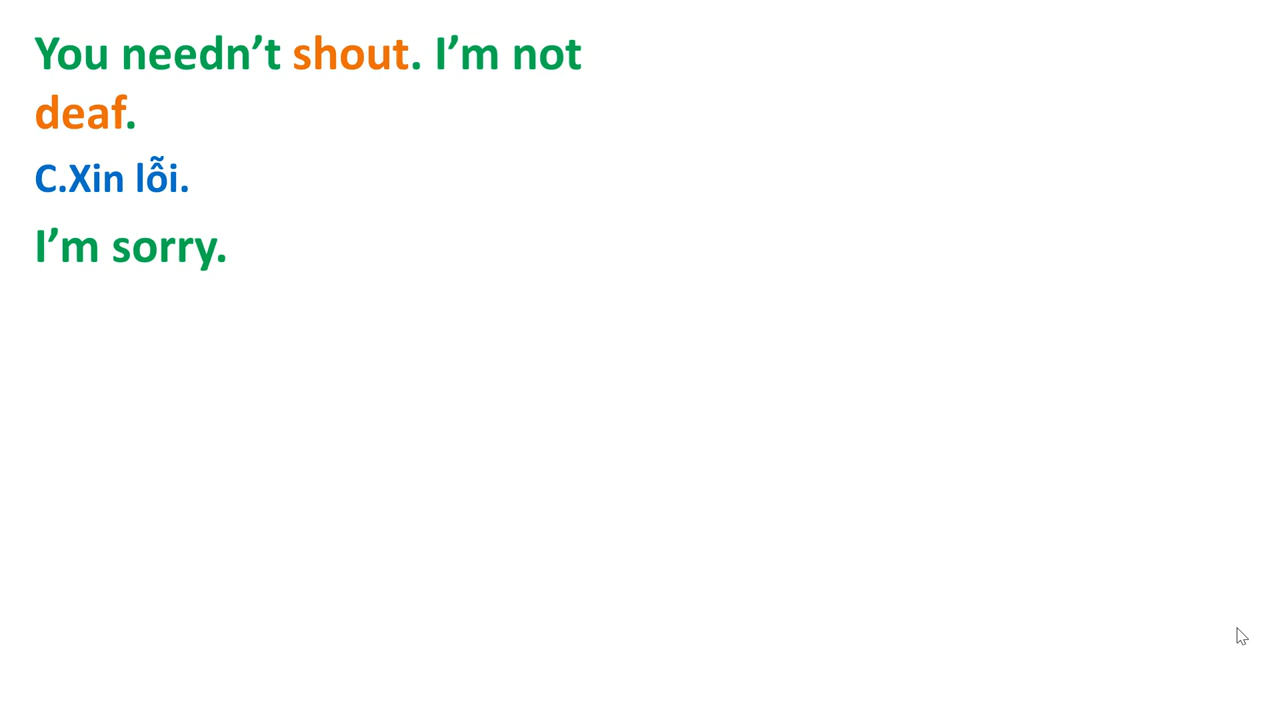 You needn’t shout. I’m not
deaf.
C.Xin lỗi.
I’m sorry.